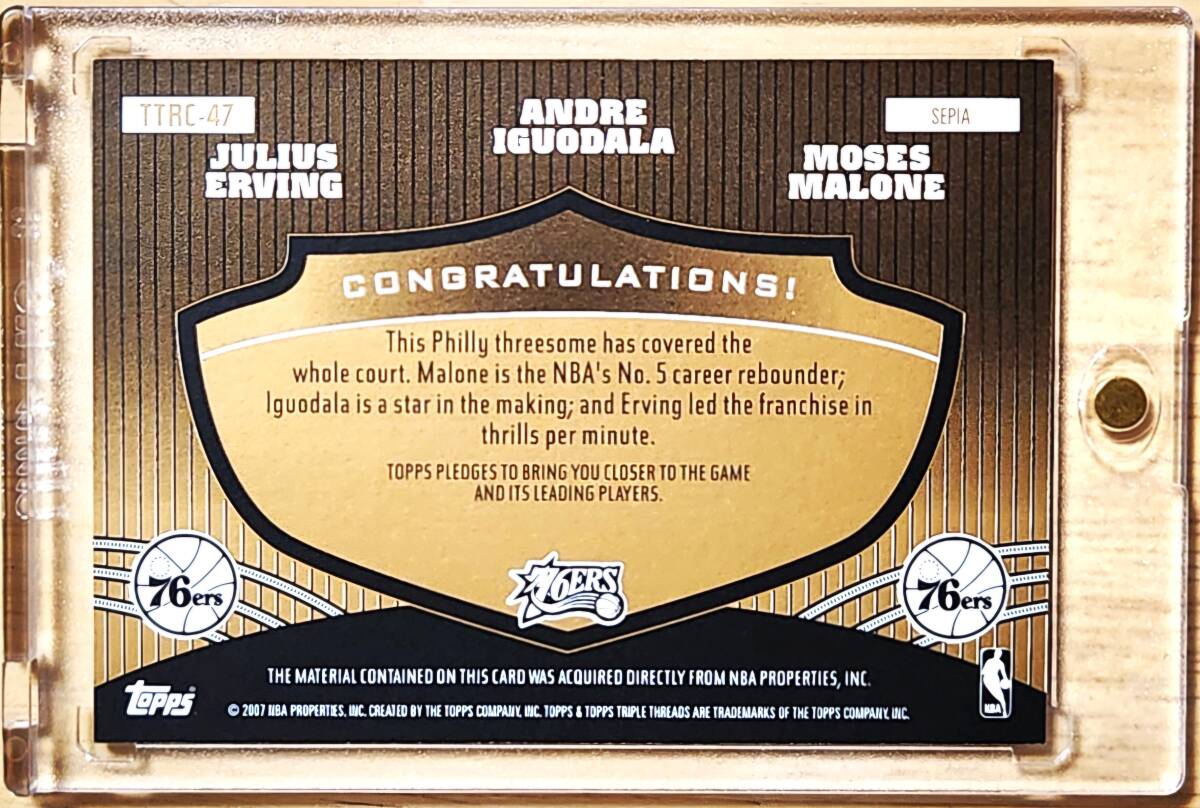 TTRC-47
SEPIA
JULIUS
ERVING
ANDRE
IGUODALA
MOSES
MALONE
CONGRATULATIONS!
This Philly threesome has covered the
whole court. Malone is the NBA's No. 5 career rebounder;
Iguodala is a star in the making; and Erving led the franchise in
thrills per minute.
TOPPS PLEDGES TO BRING YOU CLOSER TO THE GAME
AND ITS LEADING PLAYERS.
76ers
76ERS
76ers
THE MATERIAL CONTAINED ON THIS CARD WAS ACQUIRED DIRECTLY FROM NBA PROPERTIES, INC.
topps
© 2007 NBA PROPERTIES, INC. CREATED BY THE TOPPS COMPANY, INC. TOPPS & TOPPS TRIPLE THREADS ARE TRADEMARKS OF THE TOPPS COMPANY, INC.
NBA